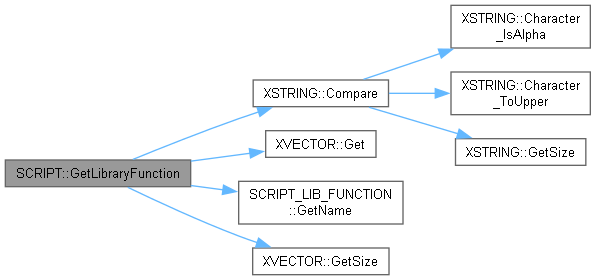 XSTRING::Character
_IsAlpha
XSTRING::Compare
XSTRING::Character
_ToUpper
XVECTOR::Get
XSTRING::GetSize
SCRIPT::GetLibraryFunction
SCRIPT_LIB_FUNCTION
::GetName
XVECTOR::GetSize